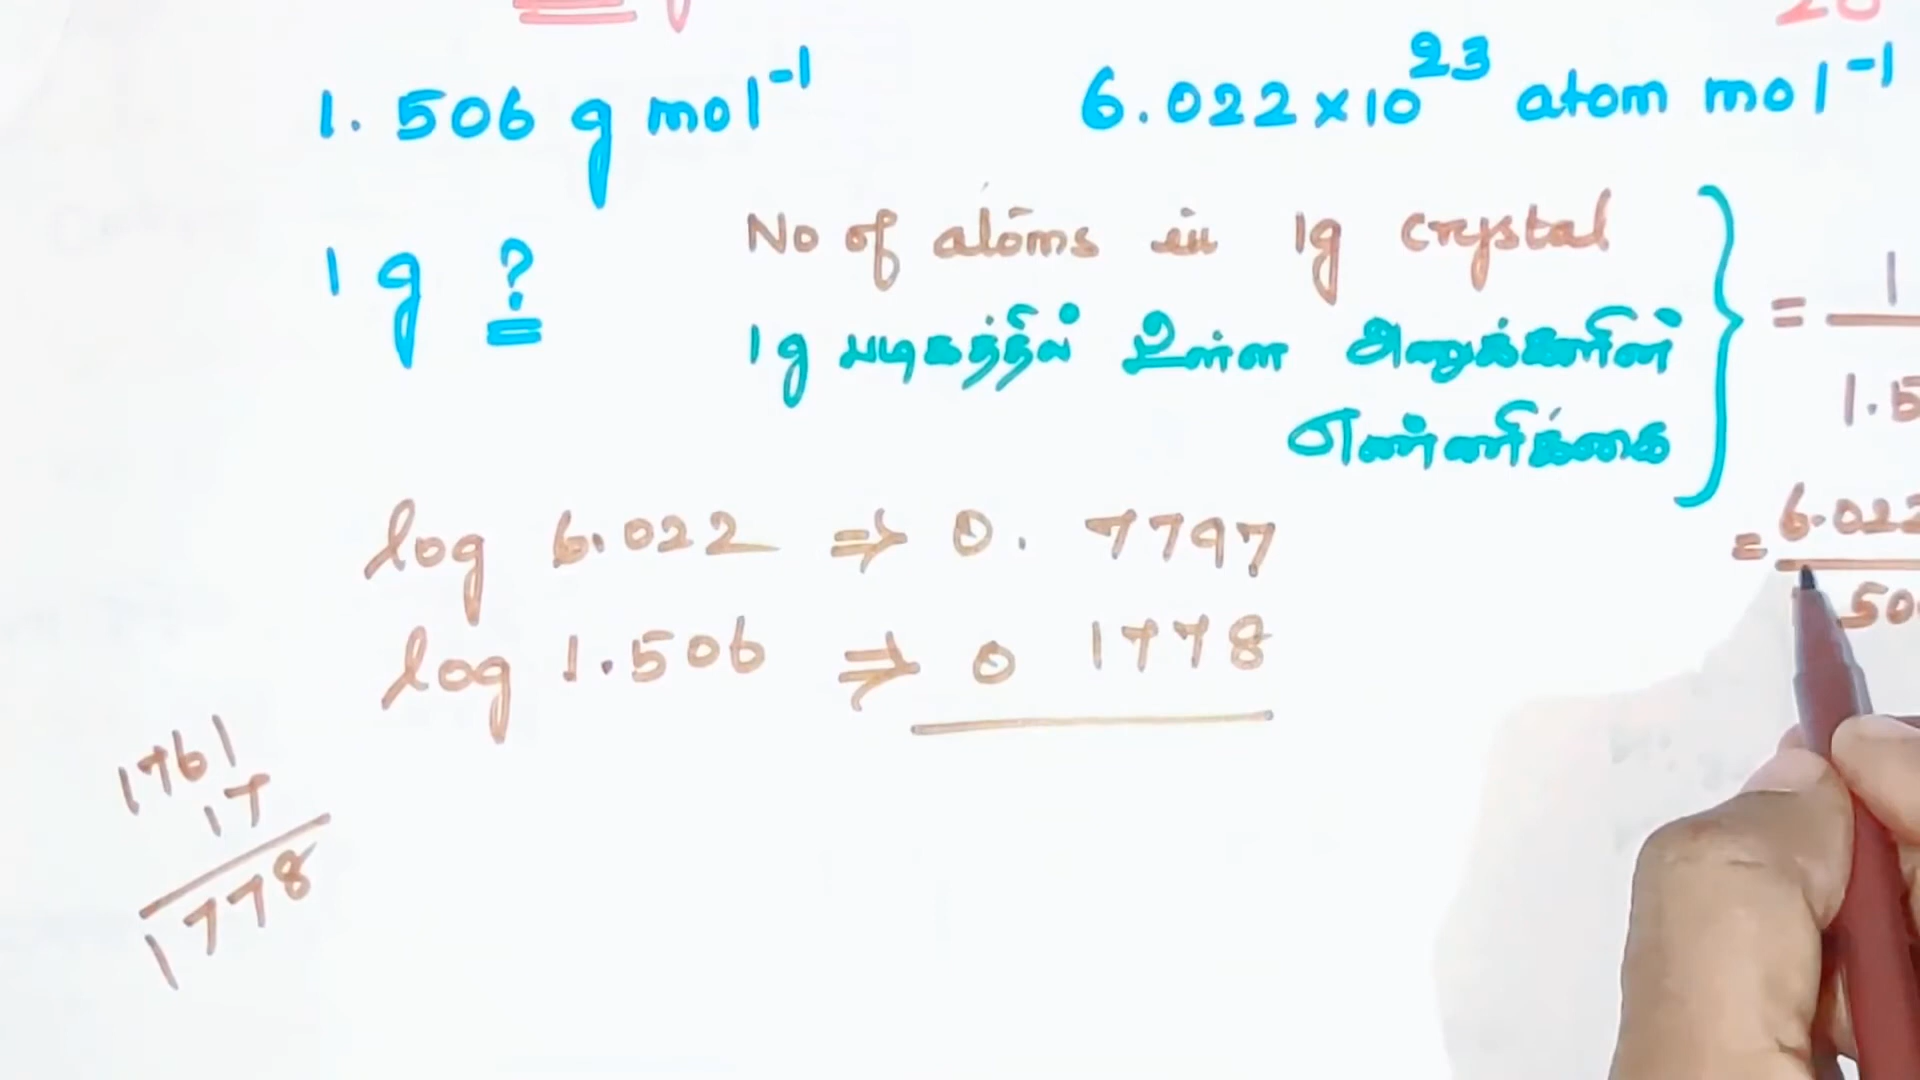 1.506 g mol⁻¹ 6.022×10²³ atom mol⁻¹
1 g ? No of atoms in 1g crystal
1g படிகத்தில் உள்ள அணுக்களின்
எண்ணிக்கை
= 1
1.5
log 6.022 ⇒ 0.7797
= 6.022
log 1.506 ⇒ 0 1778
50
1761
17
1778